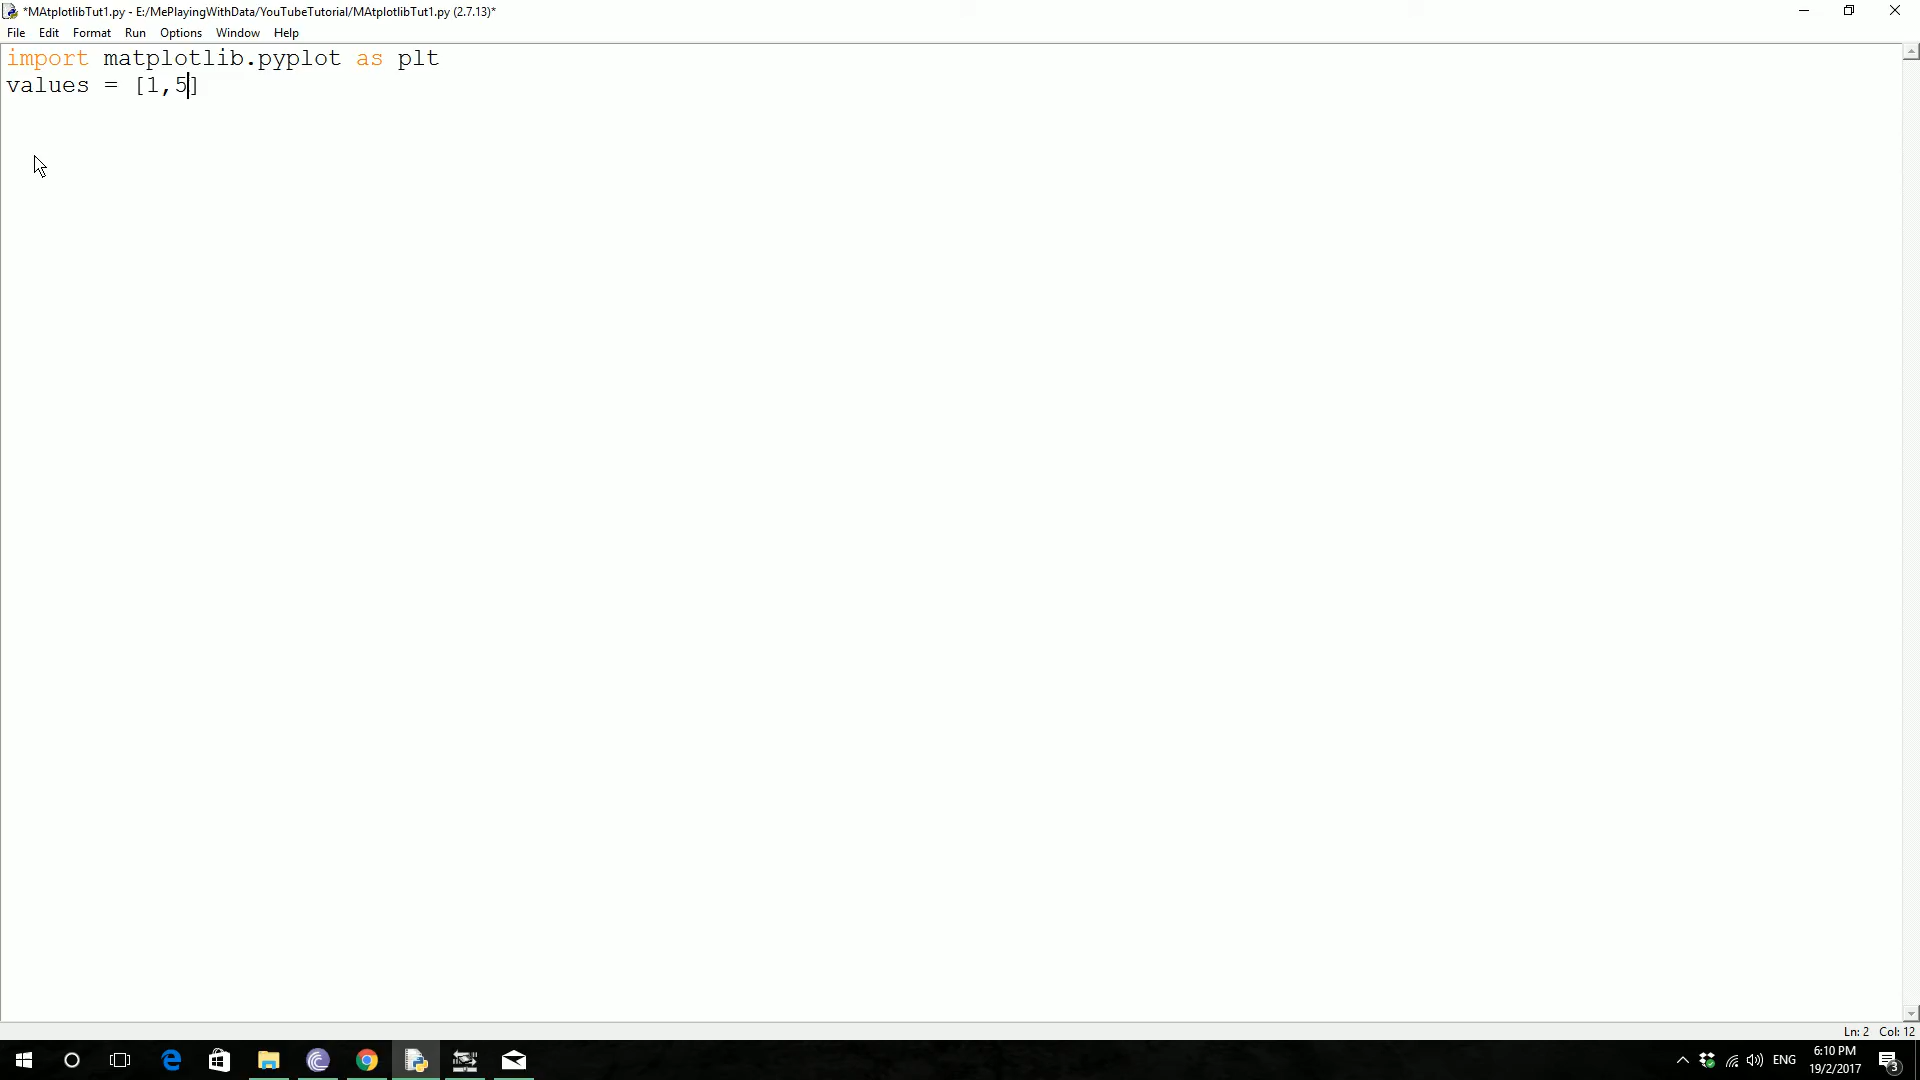 *MAtplotlibTut1.py - E:/MePlayingWithData/YouTubeTutorial/MAtplotlibTut1.py (2.7.13)*
File Edit Format Run Options Window Help
import matplotlib.pyplot as plt
values = [1,5]
Ln: 2 Col: 12
ENG
6:10 PM
19/2/2017
3